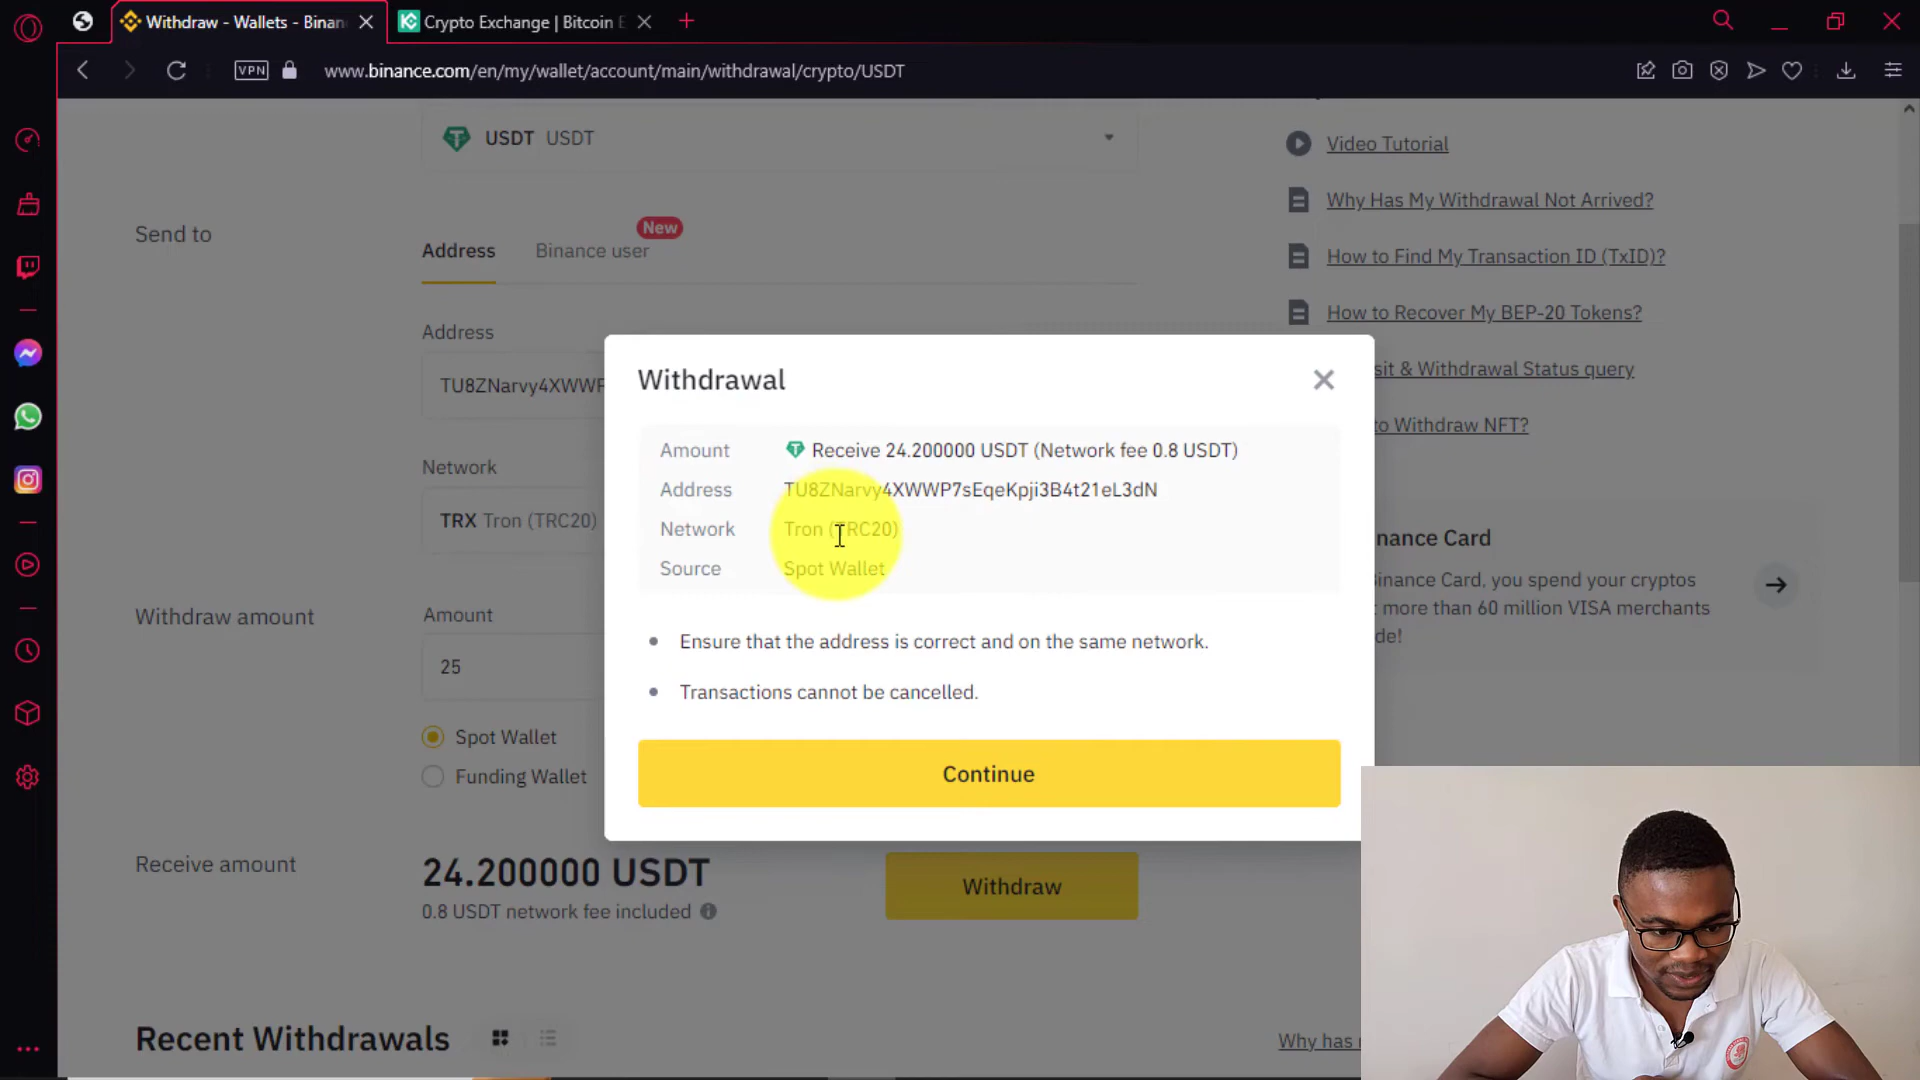 Withdraw - Wallets - Binan
Crypto Exchange | Bitcoin E
VPN
www.binance.com/en/my/wallet/account/main/withdrawal/crypto/USDT
USDT USDT
Video Tutorial
Why Has My Withdrawal Not Arrived?
Send to
New
Address
Binance user
How to Find My Transaction ID (TxID)?
How to Recover My BEP-20 Tokens?
Address
sit & Withdrawal Status query
TU8ZNarvy4XWWP
to Withdraw NFT?
Network
TRX Tron (TRC20)
Withdrawal
Amount Receive 24.200000 USDT (Network fee 0.8 USDT)
Address TU8ZNarvy4XWWP7sEqeKpji3B4t21eL3dN
Network Tron (TRC20)
Source Spot Wallet
Ensure that the address is correct and on the same network.
Transactions cannot be cancelled.
Continue
nance Card
inance Card, you spend your cryptos
more than 60 million VISA merchants
de!
Withdraw amount
Amount
25
Spot Wallet
Funding Wallet
Receive amount
24.200000 USDT
0.8 USDT network fee included
Withdraw
Recent Withdrawals
Why has